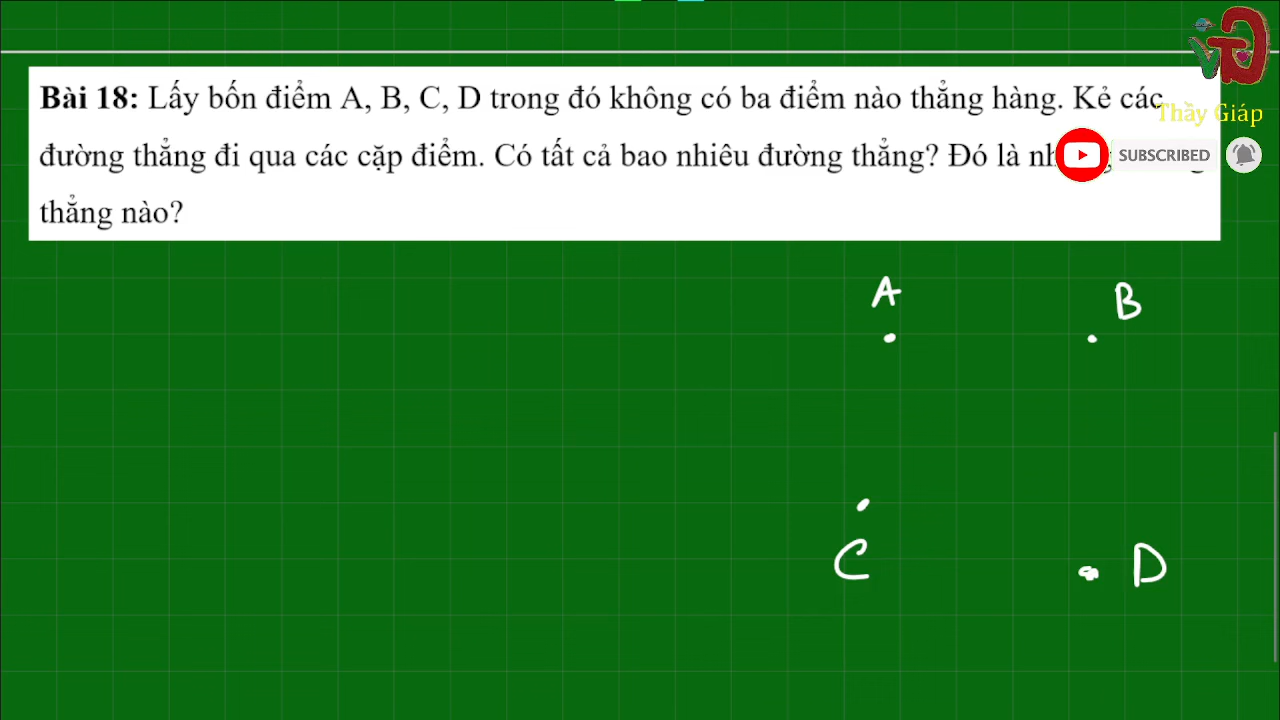 Bài 18: Lấy bốn điểm A, B, C, D trong đó không có ba điểm nào thẳng hàng. Kẻ các
Thầy Giáp
đường thẳng đi qua các cặp điểm. Có tất cả bao nhiêu đường thẳng? Đó là
SUBSCRIBED
thẳng nào?
A
B
C
D